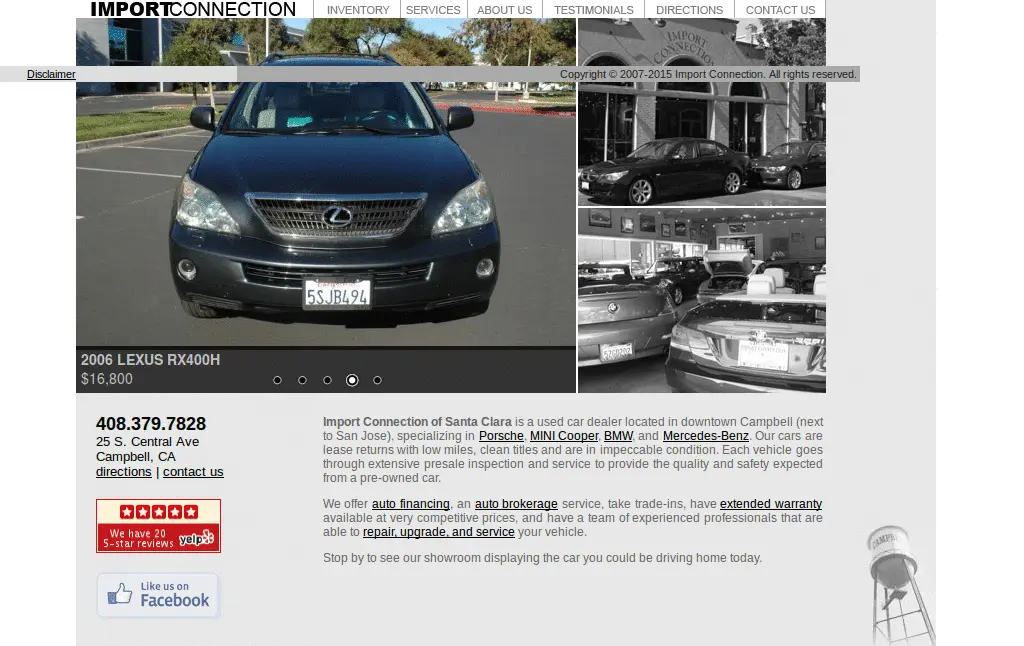 IMPORTCONNECTION
INVENTORY SERVICES ABOUT US TESTIMONIALS DIRECTIONS CONTACT US
IMPORT
CONNECTION
Disclaimer
Copyright © 2007-2015 Import Connection. All rights reserved.
5SJB494
2006 LEXUS RX400H
$16,800
408.379.7828
25 S. Central Ave
Campbell, CA
directions | contact us
We have 20
5-star reviews yelp
Like us on
Facebook
Import Connection of Santa Clara is a used car dealer located in downtown Campbell (next
to San Jose), specializing in Porsche, MINI Cooper, BMW, and Mercedes-Benz. Our cars are
lease returns with low miles, clean titles and are in impeccable condition. Each vehicle goes
through extensive presale inspection and service to provide the quality and safety expected
from a pre-owned car.
We offer auto financing, an auto brokerage service, take trade-ins, have extended warranty
available at very competitive prices, and have a team of experienced professionals that are
able to repair, upgrade, and service your vehicle.
Stop by to see our showroom displaying the car you could be driving home today.